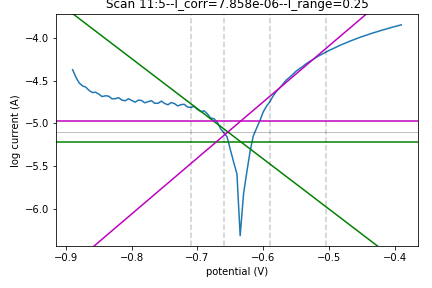 Scan 11:5--I_corr=7.858e-06--I_range=0.25
−4.0
−4.5
−5.0
−5.5
−6.0
log current (A)
−0.9 −0.8 −0.7 −0.6 −0.5 −0.4
potential (V)